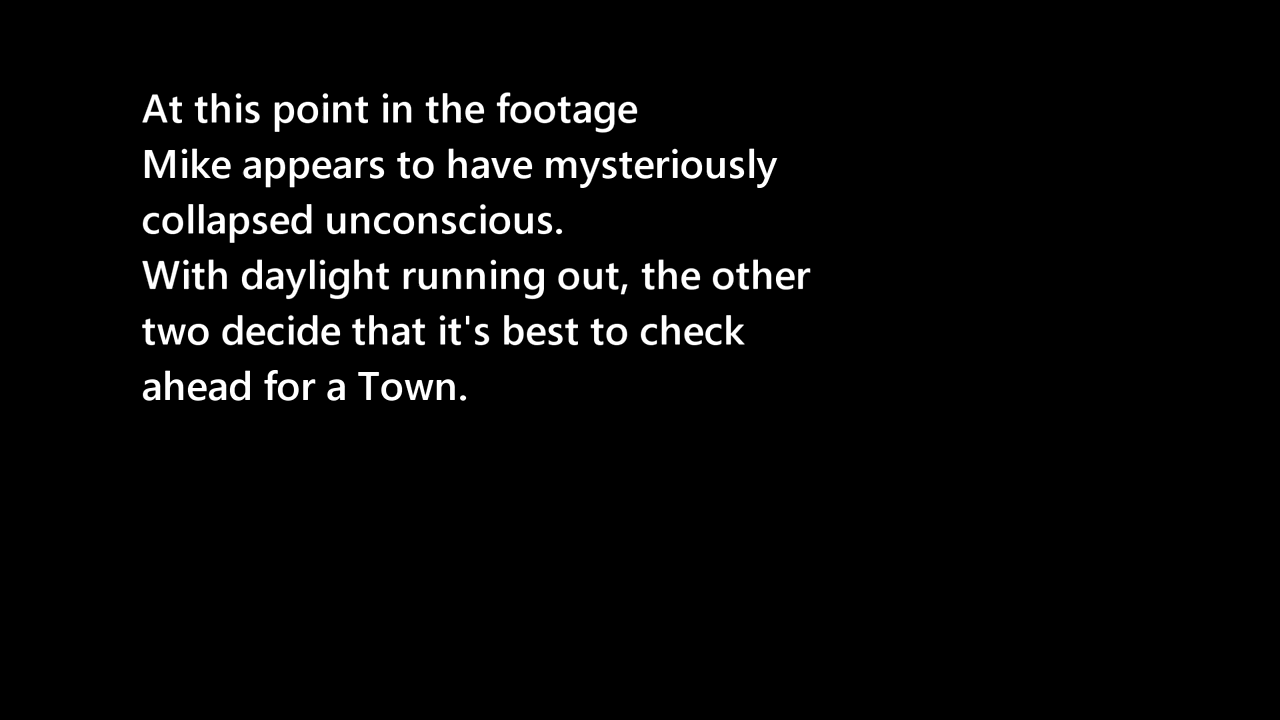 At this point in the footage
Mike appears to have mysteriously
collapsed unconscious.
With daylight running out, the other
two decide that it's best to check
ahead for a Town.